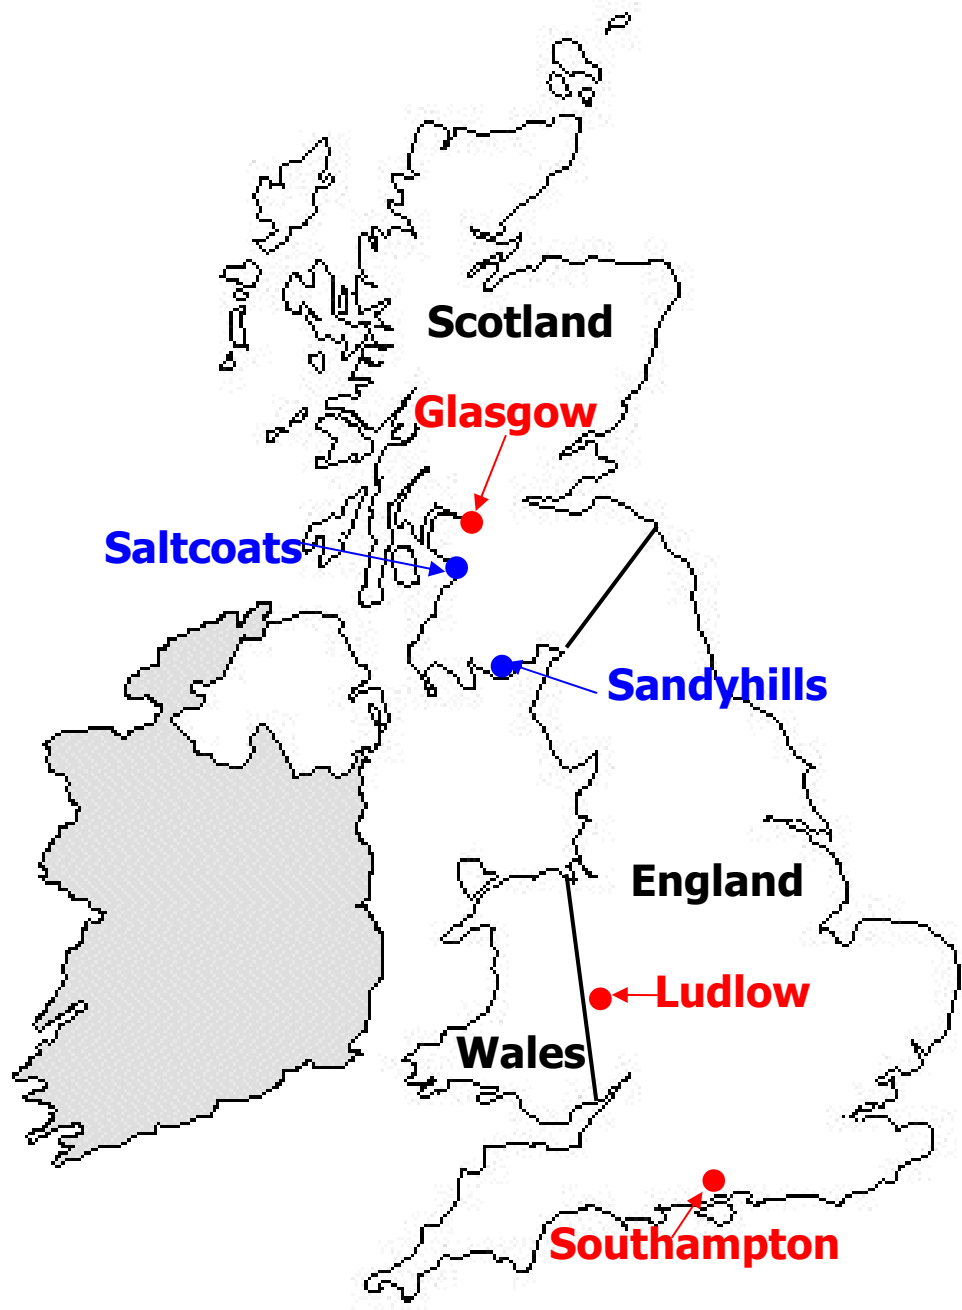 Scotland
Glasgow
Saltcoats
Sandyhills
England
Ludlow
Wales
Southampton